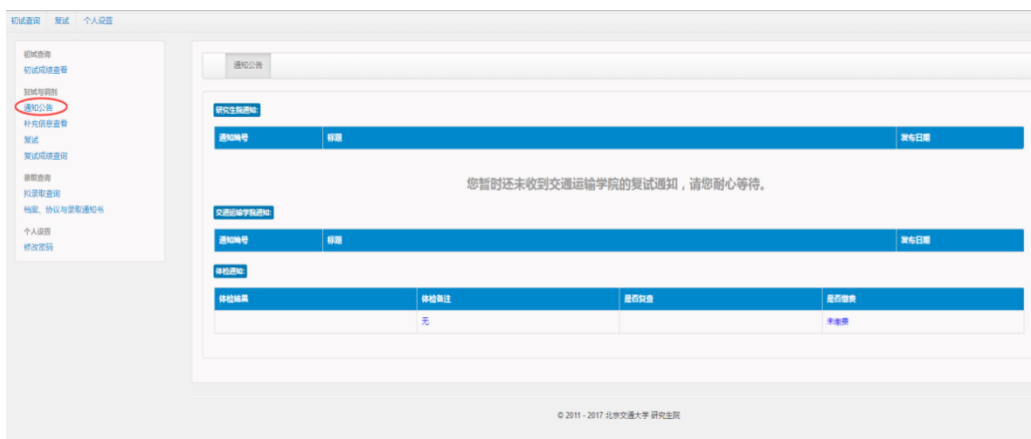 初试查询 复试 个人设置
初试查询
初试成绩查看
复试与调剂
通知公告
补充信息查看
复试
复试成绩查询
录取查询
拟录取查询
档案、协议与录取通知书
个人设置
修改密码
通知公告
研究生院通知:
通知编号 标题 发布日期
您暂时还未收到交通运输学院的复试通知，请您耐心等待。
交通运输学院通知:
通知编号 标题 发布日期
体检通知:
体检结果 体检备注 是否复查 是否缴费
无 未缴费
© 2011 - 2017 北京交通大学 研究生院